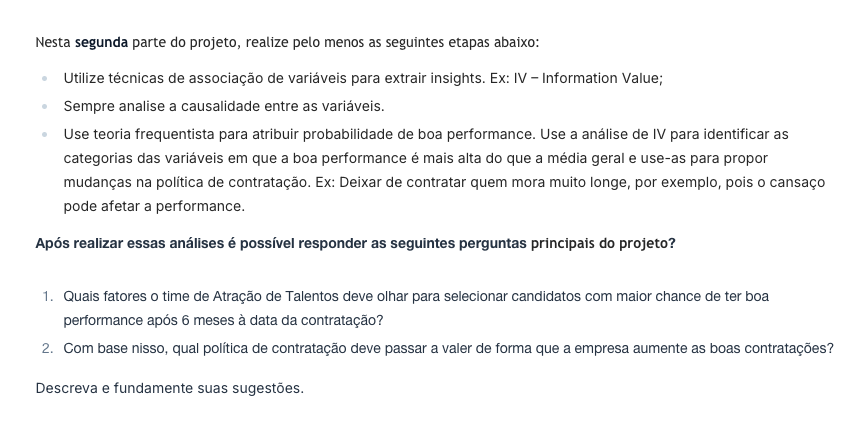 Nesta segunda parte do projeto, realize pelo menos as seguintes etapas abaixo:
Utilize técnicas de associação de variáveis para extrair insights. Ex: IV – Information Value;
Sempre analise a causalidade entre as variáveis.
Use teoria frequentista para atribuir probabilidade de boa performance. Use a análise de IV para identificar as
categorias das variáveis em que a boa performance é mais alta do que a média geral e use-as para propor
mudanças na política de contratação. Ex: Deixar de contratar quem mora muito longe, por exemplo, pois o cansaço
pode afetar a performance.
Após realizar essas análises é possível responder as seguintes perguntas principais do projeto?
1. Quais fatores o time de Atração de Talentos deve olhar para selecionar candidatos com maior chance de ter boa
performance após 6 meses à data da contratação?
2. Com base nisso, qual política de contratação deve passar a valer de forma que a empresa aumente as boas contratações?
Descreva e fundamente suas sugestões.